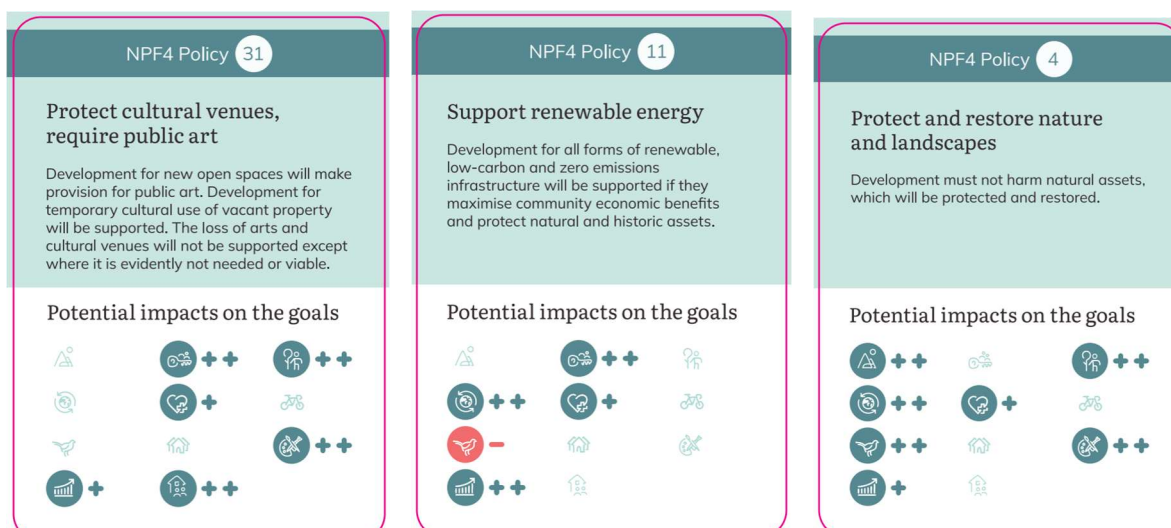 NPF4 Policy 31
Protect cultural venues,
require public art
Development for new open spaces will make
provision for public art. Development for
temporary cultural use of vacant property
will be supported. The loss of arts and
cultural venues will not be supported except
where it is evidently not needed or viable.
Potential impacts on the goals
++ ++
+
++
+ ++
NPF4 Policy 11
Support renewable energy
Development for all forms of renewable,
low-carbon and zero emissions
infrastructure will be supported if they
maximise community economic benefits
and protect natural and historic assets.
Potential impacts on the goals
++
++ +
-
++
NPF4 Policy 4
Protect and restore nature
and landscapes
Development must not harm natural assets,
which will be protected and restored.
Potential impacts on the goals
++ ++
++ +
++ ++
+